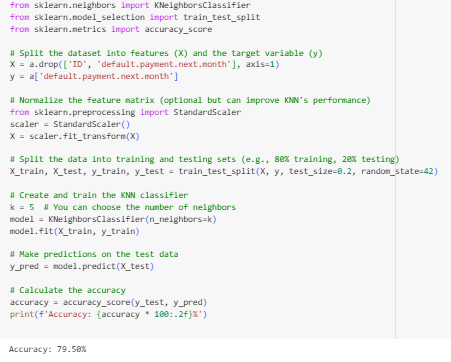 from sklearn.neighbors import KNeighborsClassifier
from sklearn.model_selection import train_test_split
from sklearn.metrics import accuracy_score
# Split the dataset into features (X) and the target variable (y)
X = a.drop(['ID', 'default.payment.next.month'], axis=1)
y = a['default.payment.next.month']
# Normalize the feature matrix (optional but can improve KNN's performance)
from sklearn.preprocessing import StandardScaler
scaler = StandardScaler()
X = scaler.fit_transform(X)
# Split the data into training and testing sets (e.g., 80% training, 20% testing)
X_train, X_test, y_train, y_test = train_test_split(X, y, test_size=0.2, random_state=42)
# Create and train the KNN classifier
k = 5  # You can choose the number of neighbors
model = KNeighborsClassifier(n_neighbors=k)
model.fit(X_train, y_train)
# Make predictions on the test data
y_pred = model.predict(X_test)
# Calculate the accuracy
accuracy = accuracy_score(y_test, y_pred)
print(f'Accuracy: {accuracy * 100:.2f}%')
Accuracy: 79.50%